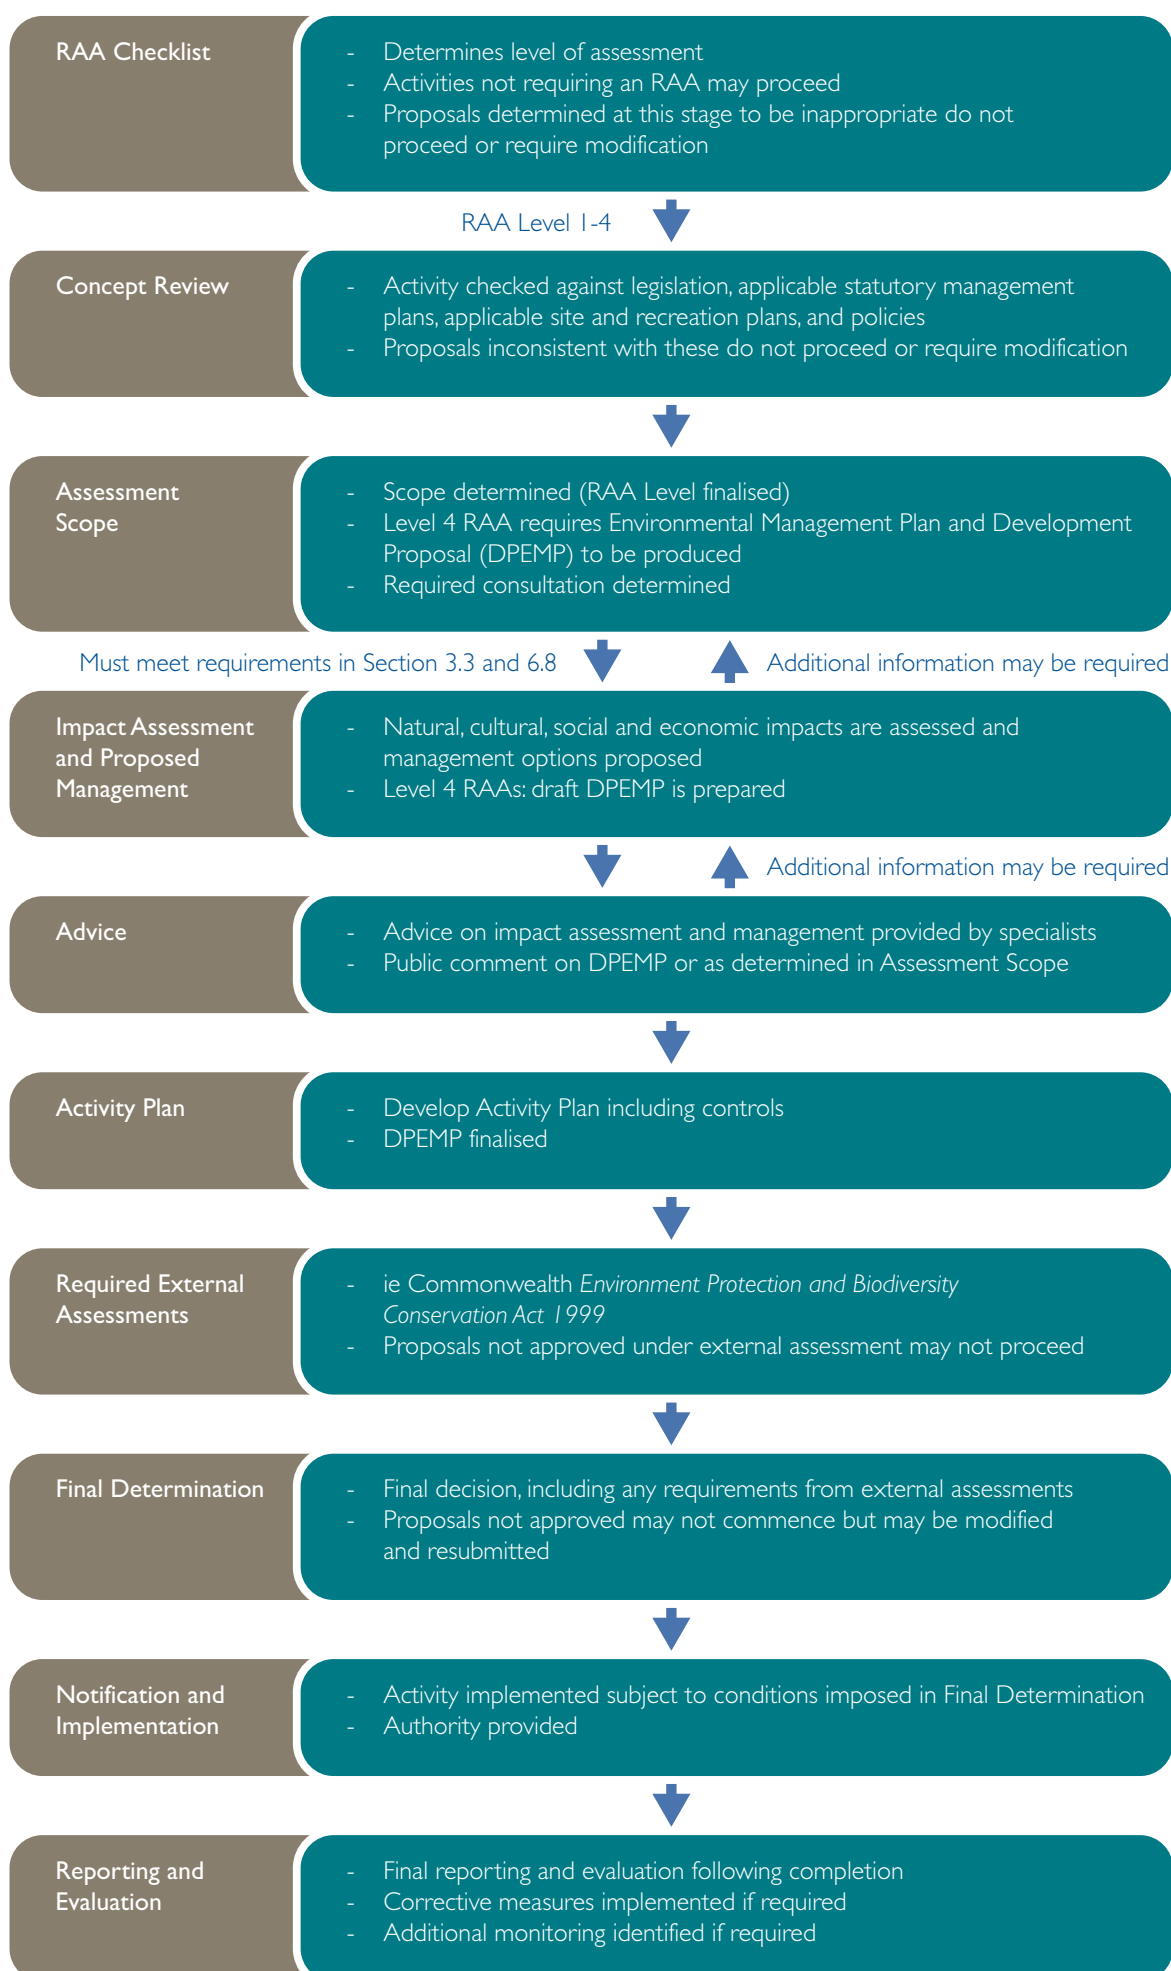 RAA Checklist
- Determines level of assessment
- Activities not requiring an RAA may proceed
- Proposals determined at this stage to be inappropriate do not
proceed or require modification
RAA Level 1-4
Concept Review
- Activity checked against legislation, applicable statutory management
plans, applicable site and recreation plans, and policies
- Proposals inconsistent with these do not proceed or require modification
Assessment
Scope
- Scope determined (RAA Level finalised)
- Level 4 RAA requires Environmental Management Plan and Development
Proposal (DPEMP) to be produced
- Required consultation determined
Must meet requirements in Section 3.3 and 6.8
Additional information may be required
Impact Assessment
and Proposed
Management
- Natural, cultural, social and economic impacts are assessed and
management options proposed
- Level 4 RAAs: draft DPEMP is prepared
Additional information may be required
Advice
- Advice on impact assessment and management provided by specialists
- Public comment on DPEMP or as determined in Assessment Scope
Activity Plan
- Develop Activity Plan including controls
- DPEMP finalised
Required External
Assessments
- ie Commonwealth Environment Protection and Biodiversity
Conservation Act 1999
- Proposals not approved under external assessment may not proceed
Final Determination
- Final decision, including any requirements from external assessments
- Proposals not approved may not commence but may be modified
and resubmitted
Notification and
Implementation
- Activity implemented subject to conditions imposed in Final Determination
- Authority provided
Reporting and
Evaluation
- Final reporting and evaluation following completion
- Corrective measures implemented if required
- Additional monitoring identified if required